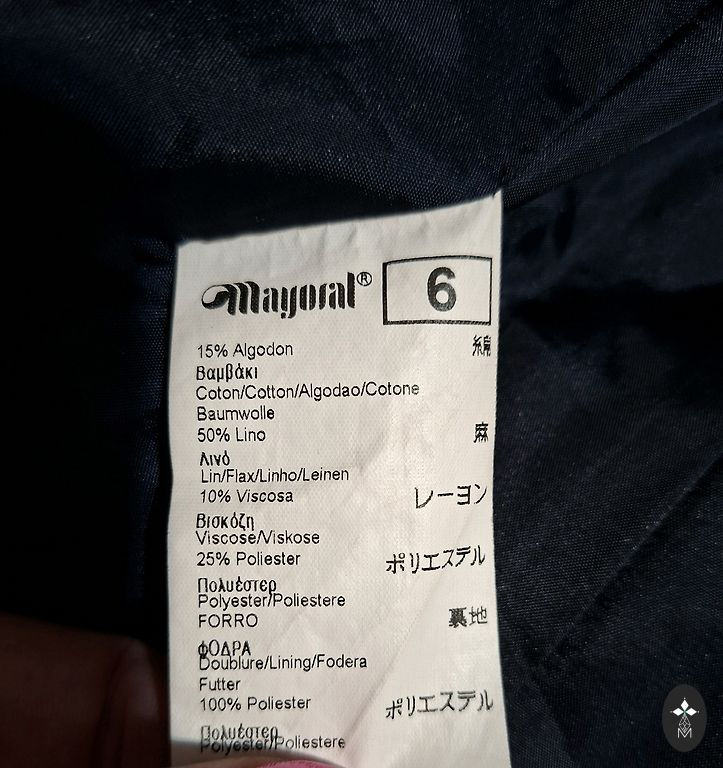 Mayoral® 6
15% Algodon 綿
Βαμβάκι
Coton/Cotton/Algodao/Cotone
Baumwolle
50% Lino 麻
Λινό
Lin/Flax/Linho/Leinen
10% Viscosa レーヨン
Βισκόζη
Viscose/Viskose
25% Poliester ポリエステル
Πολυέστερ
Polyester/Poliestere
FORRO 裏地
φΟΔΡΑ
Doublure/Lining/Fodera
Futter
100% Poliester ポリエステル
Πολυέστερ
Polyester/Poliestere
M